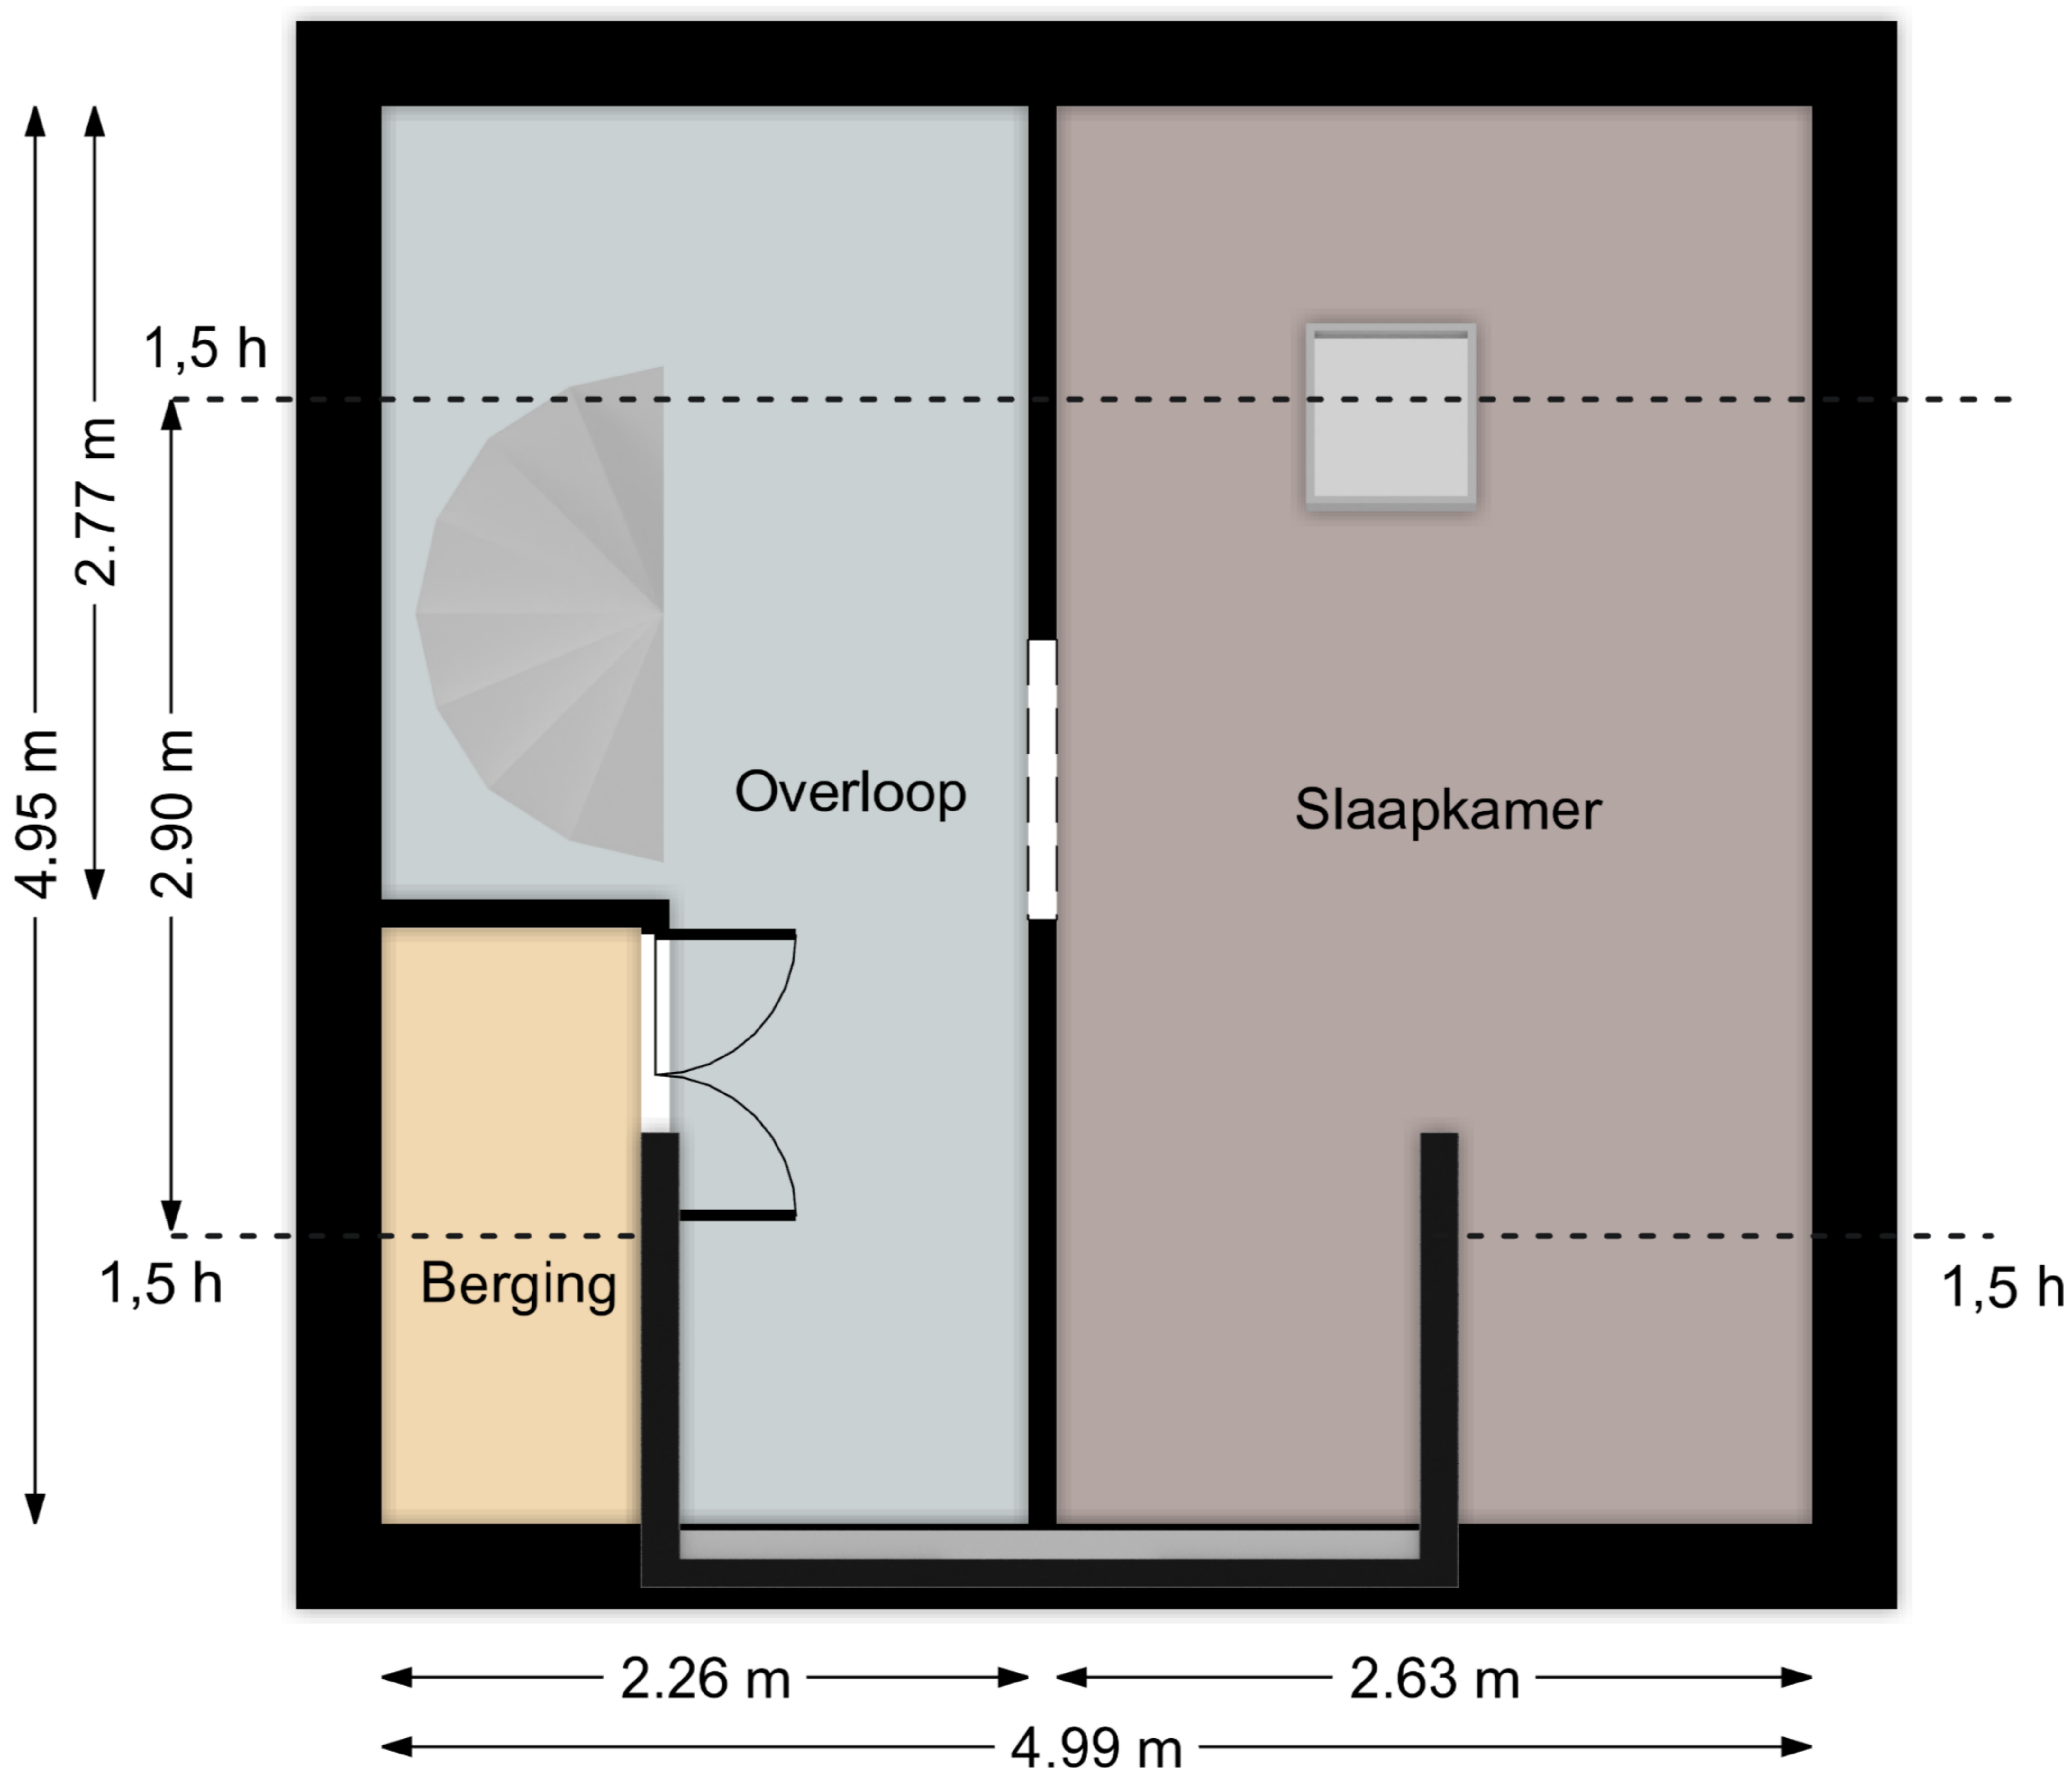 1,5 h
2.77 m
4.95 m
2.90 m
Overloop
Slaapkamer
Berging
1,5 h
1,5 h
2.26 m
2.63 m
4.99 m